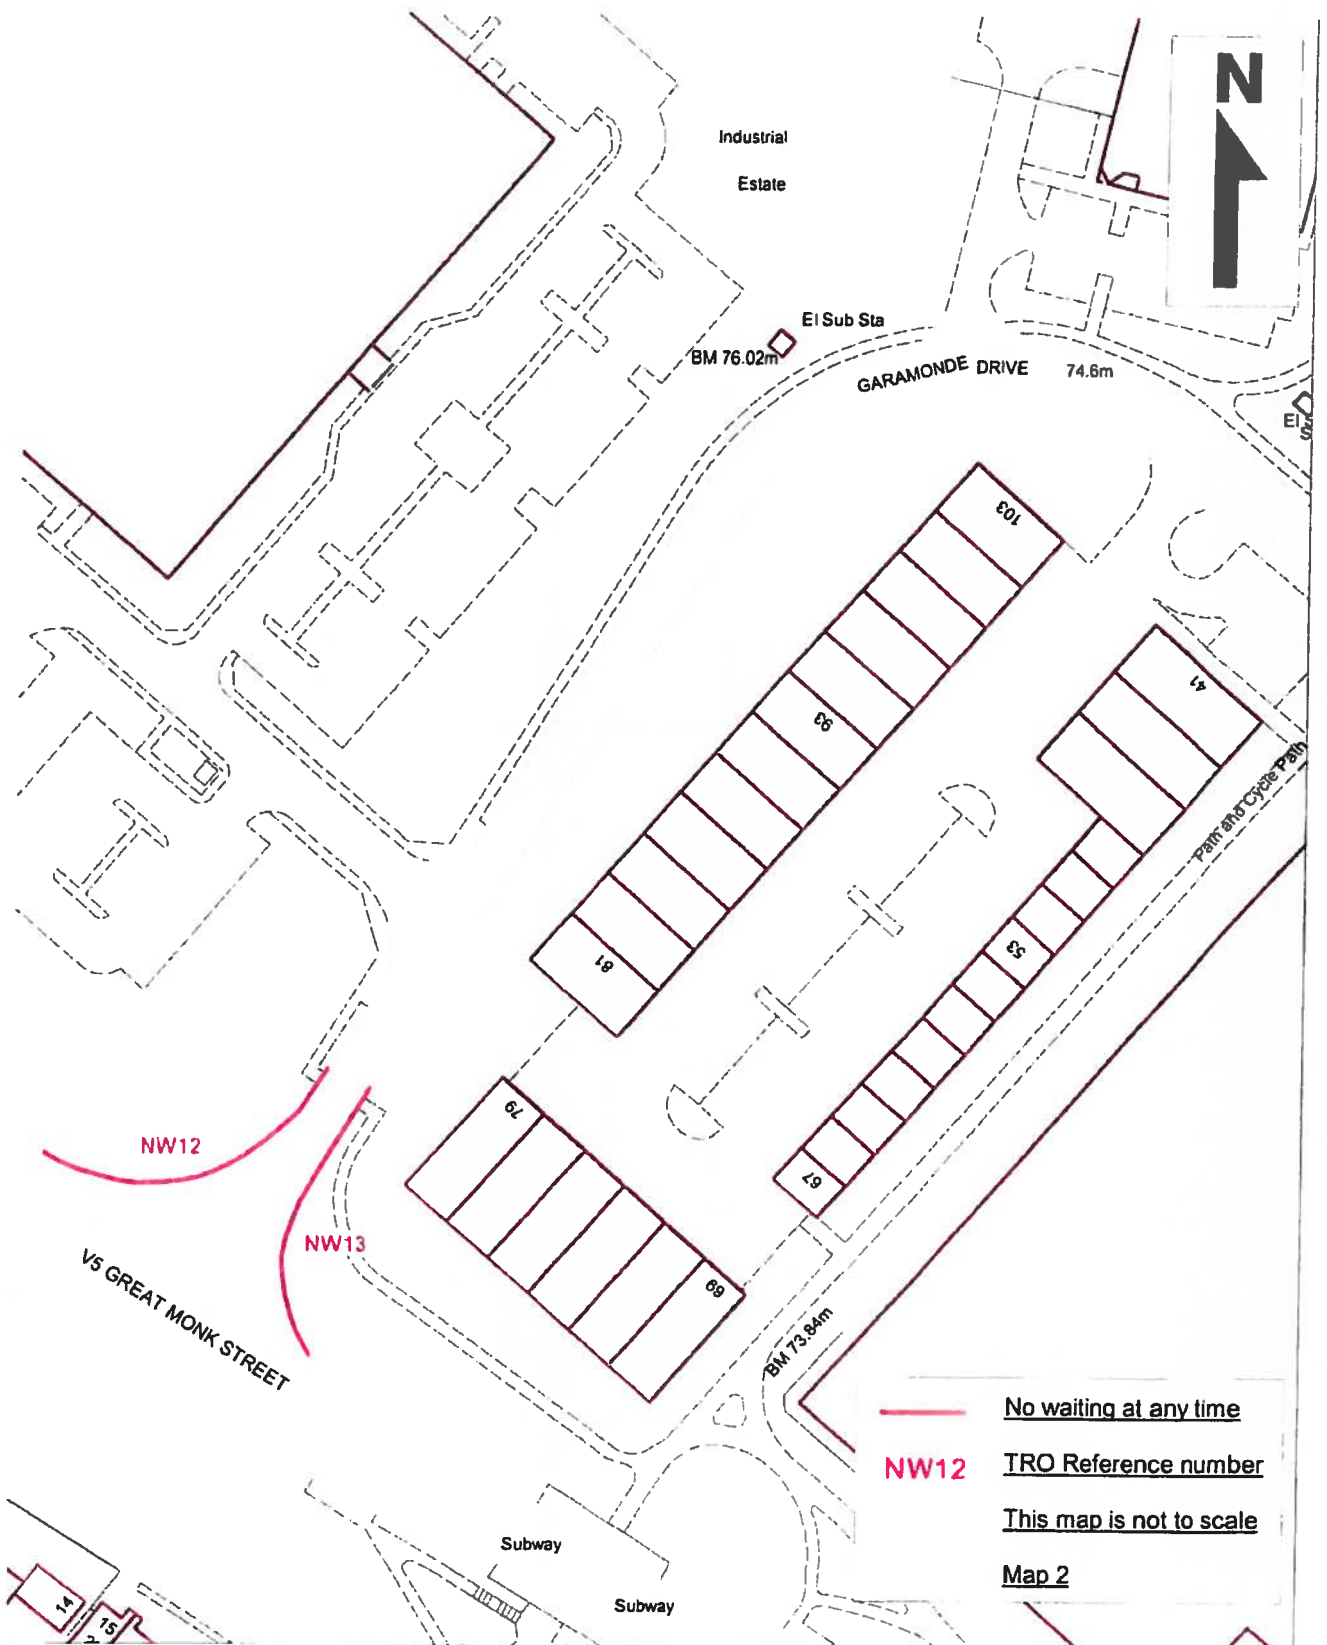 N
Industrial
Estate
El Sub Sta
BM 76.02m
GARAMONDE DRIVE
74.6m
El
103
93
81
41
53
67
Path and Cycle Path
79
69
NW12
NW13
V5 GREAT MONK STREET
BM 73.84m
No waiting at any time
NW12
TRO Reference number
This map is not to scale
Map 2
Subway
Subway
14
15